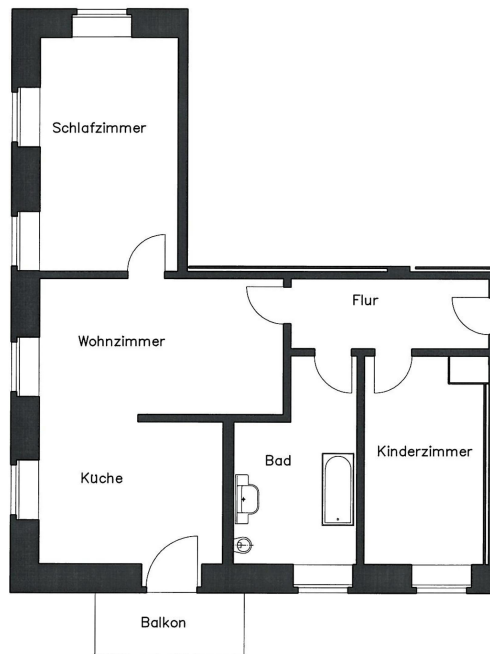 Schlafzimmer
Flur
Wohnzimmer
Kinderzimmer
Bad
Küche
Balkon